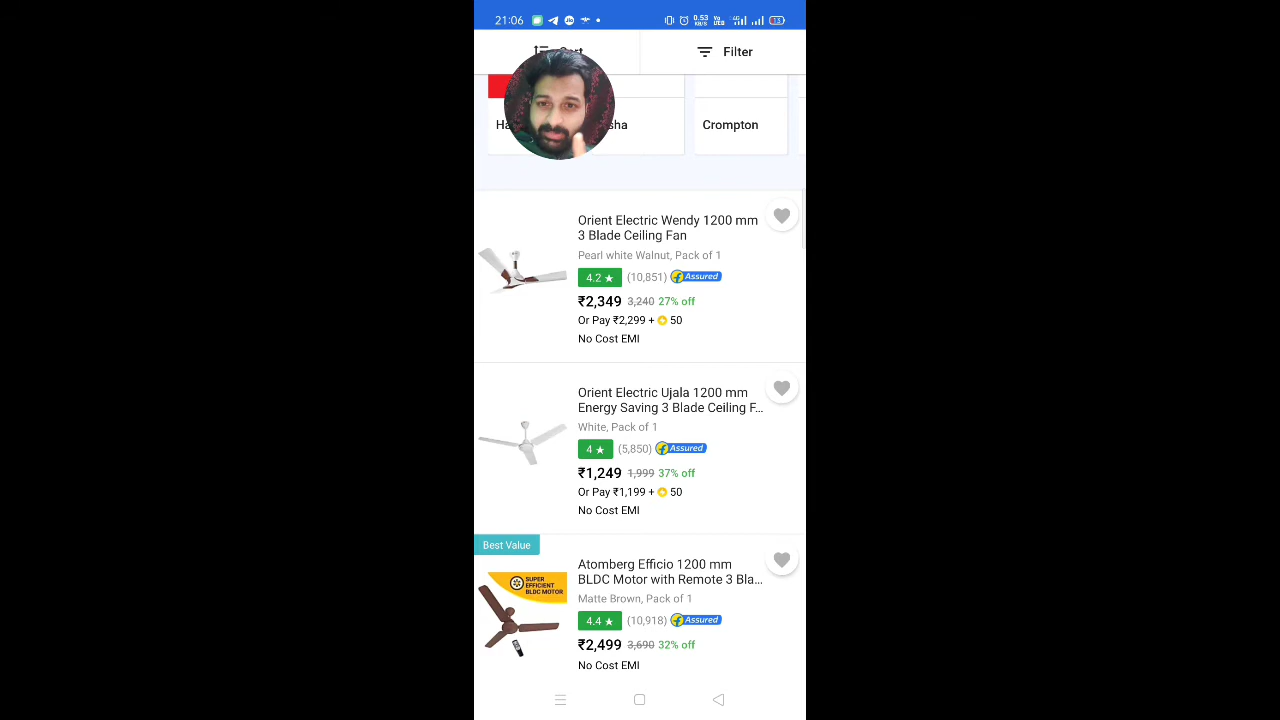 21:06
0.53
KB/S
Filter
Ha
sha
Crompton
Orient Electric Wendy 1200 mm
3 Blade Ceiling Fan
Pearl white Walnut, Pack of 1
4.2 ★ (10,851) Assured
₹2,349 3,240 27% off
Or Pay ₹2,299 + 50
No Cost EMI
Orient Electric Ujala 1200 mm
Energy Saving 3 Blade Ceiling F...
White, Pack of 1
4 ★ (5,850) Assured
₹1,249 1,999 37% off
Or Pay ₹1,199 + 50
No Cost EMI
Best Value
SUPER
EFFICIENT
BLDC MOTOR
Atomberg Efficio 1200 mm
BLDC Motor with Remote 3 Bla...
Matte Brown, Pack of 1
4.4 ★ (10,918) Assured
₹2,499 3,690 32% off
No Cost EMI